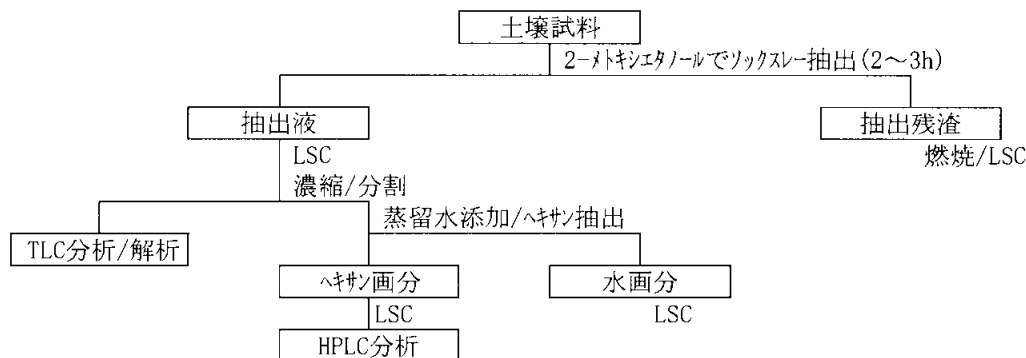 土壌試料
2-メトキシエタノールでソックスレー抽出(2～3h)
抽出液
抽出残渣
LSC
燃焼/LSC
濃縮/分割
蒸留水添加/ヘキサン抽出
TLC分析/解析
ヘキサン画分
水画分
LSC
LSC
HPLC分析